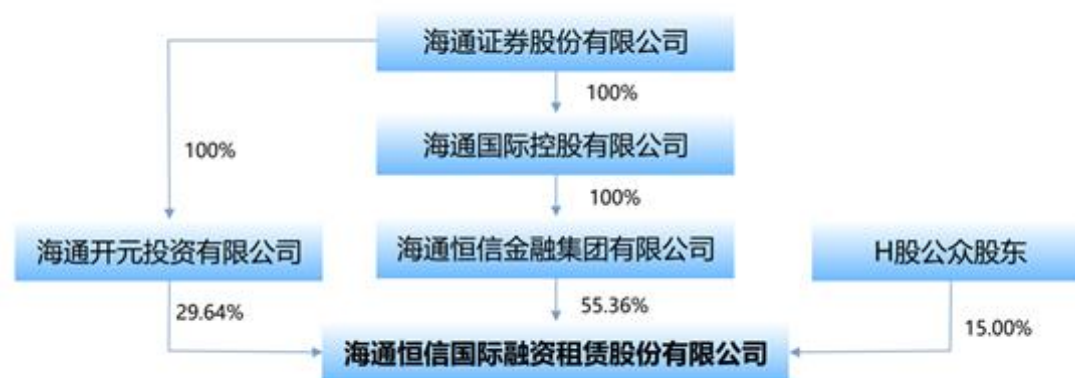 海通证券股份有限公司
100%
海通国际控股有限公司
100%
100%
海通开元投资有限公司
海通恒信金融集团有限公司
H股公众股东
29.64%
55.36%
15.00%
海通恒信国际融资租赁股份有限公司